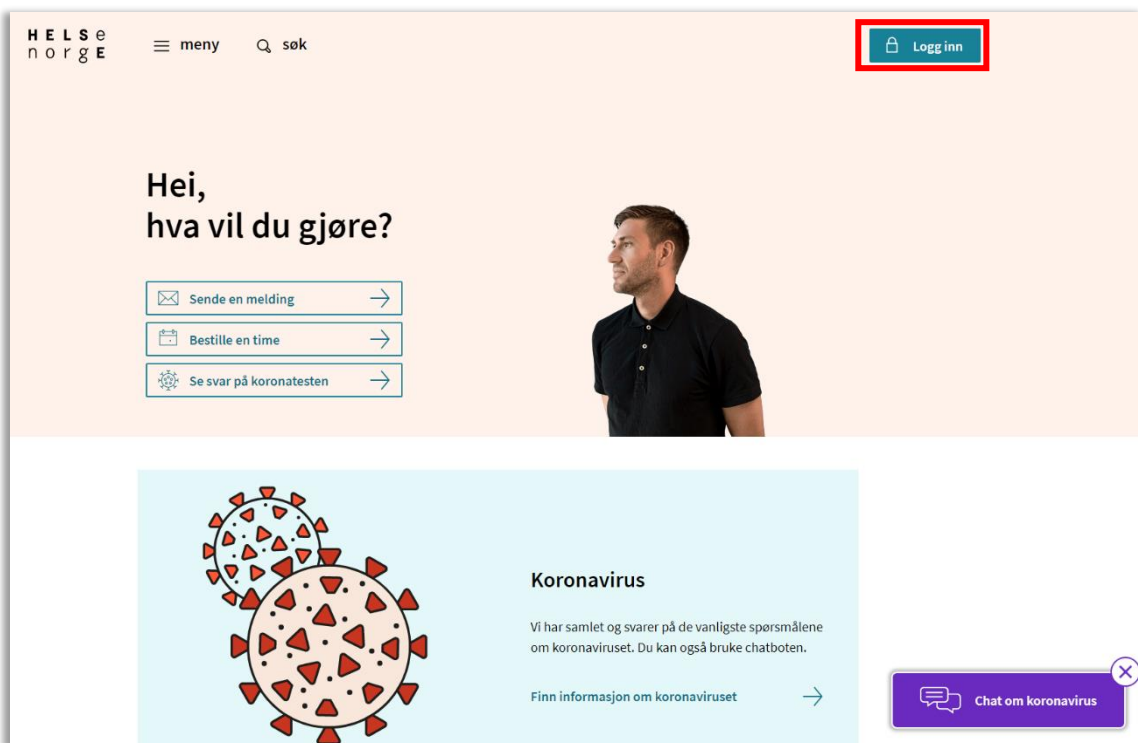 HELSe
norgE
meny
søk
Logg inn
Hei,
hva vil du gjøre?
Sende en melding
Bestille en time
Se svar på koronatesten
Koronavirus
Vi har samlet og svarer på de vanligste spørsmålene
om koronaviruset. Du kan også bruke chatboten.
Finn informasjon om koronaviruset
Chat om koronavirus